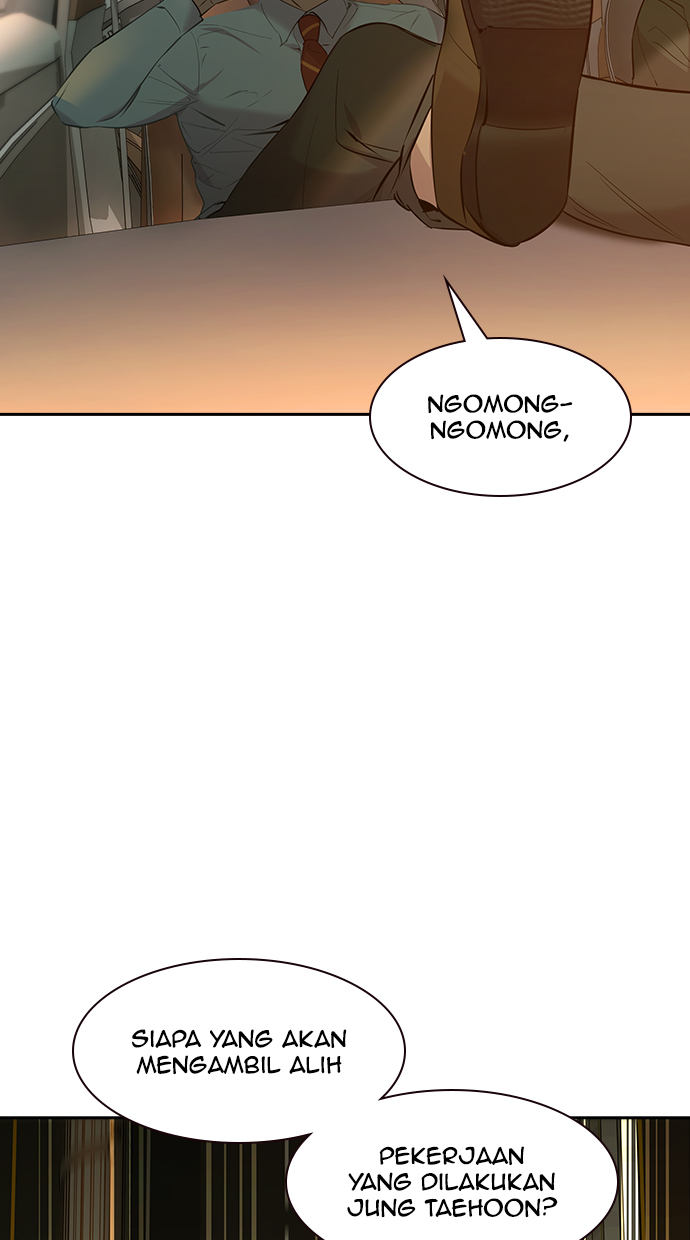 NGOMONG-
NGOMONG,
SIAPA YANG AKAN
MENGAMBIL ALIH
PEKERJAAN
YANG DILAKUKAN
JUNG TAEHOON?